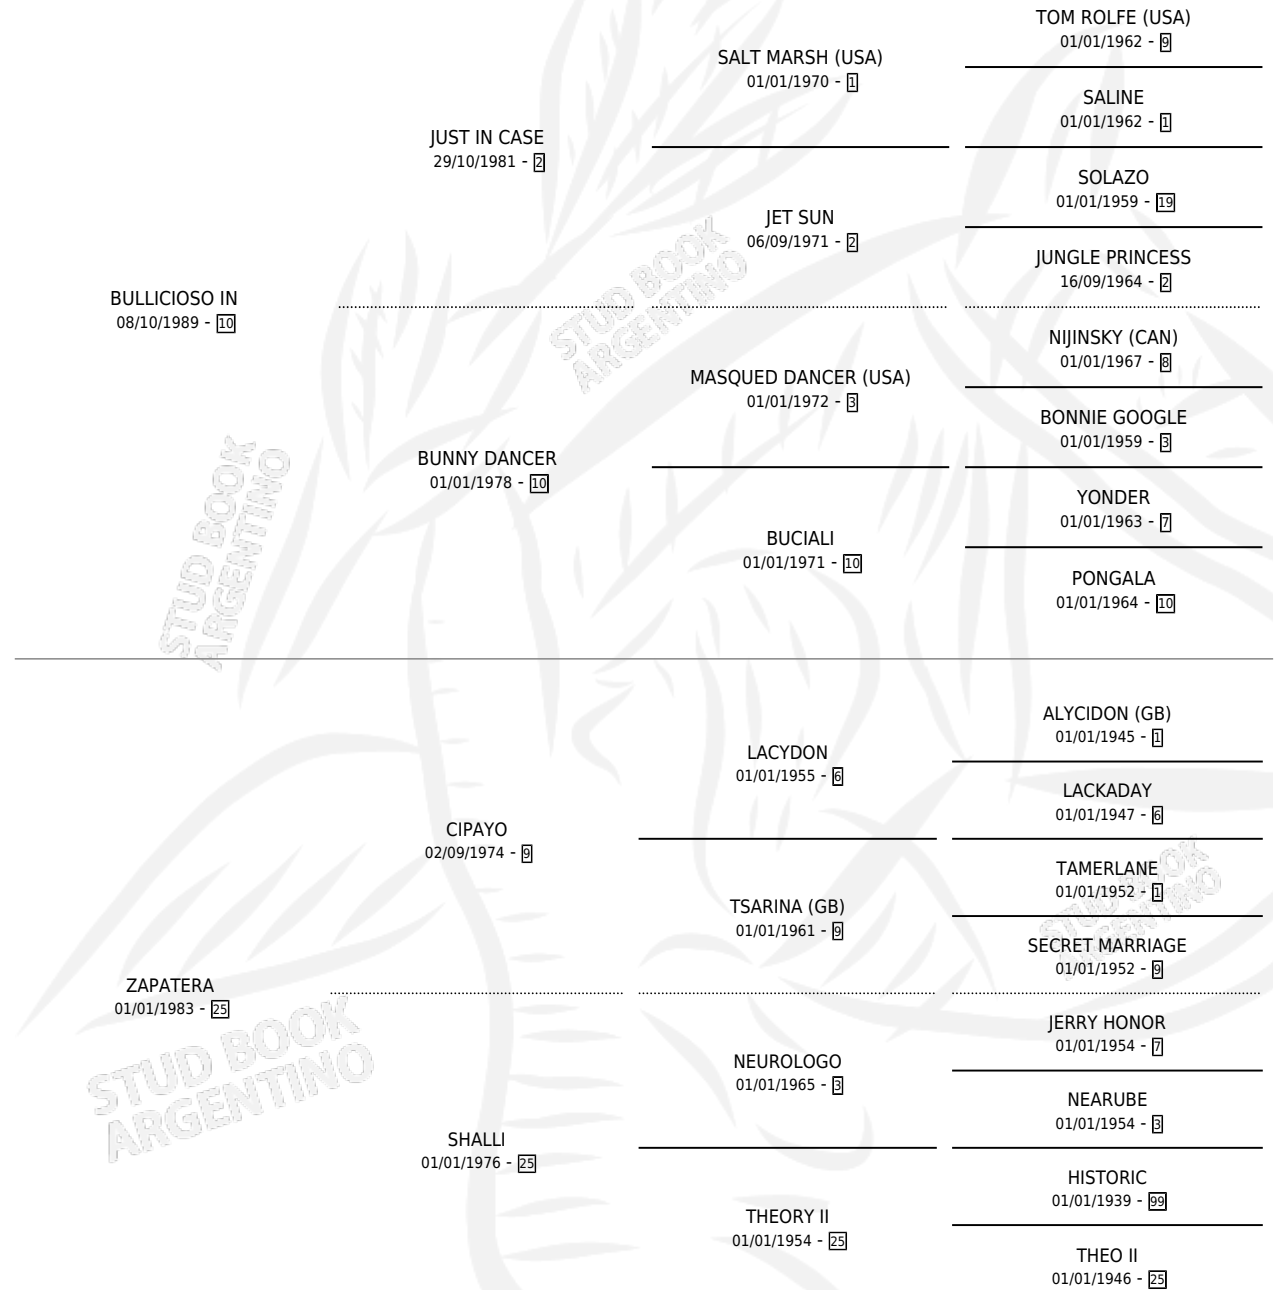 TOM ROLFE (USA)
01/01/1962 - 9
SALT MARSH (USA)
01/01/1970 - 1
SALINE
01/01/1962 - 1
JUST IN CASE
29/10/1981 - 2
SOLAZO
01/01/1959 - 19
JET SUN
06/09/1971 - 2
JUNGLE PRINCESS
16/09/1964 - 2
BULLICIOSO IN
08/10/1989 - 10
NIJINSKY (CAN)
01/01/1967 - 8
MASQUED DANCER (USA)
01/01/1972 - 3
BONNIE GOOGLE
01/01/1959 - 3
BUNNY DANCER
01/01/1978 - 10
YONDER
01/01/1963 - 7
BUCIALI
01/01/1971 - 10
PONGALA
01/01/1964 - 10
ALYCIDON (GB)
01/01/1945 - 1
LACYDON
01/01/1955 - 6
LACKADAY
01/01/1947 - 6
CIPAYO
02/09/1974 - 9
TAMERLANE
01/01/1952 - 1
TSARINA (GB)
01/01/1961 - 9
SECRET MARRIAGE
01/01/1952 - 9
ZAPATERA
01/01/1983 - 25
JERRY HONOR
01/01/1954 - 7
NEUROLOGO
01/01/1965 - 3
NEARUBE
01/01/1954 - 3
SHALLI
01/01/1976 - 25
HISTORIC
01/01/1939 - 99
THEORY II
01/01/1954 - 25
THEO II
01/01/1946 - 25
STUD BOOK
ARGENTINO
STUD BOOK
ARGENTINO
STUD BOOK
ARGENTINO
STUD BOOK
ARGENTINO